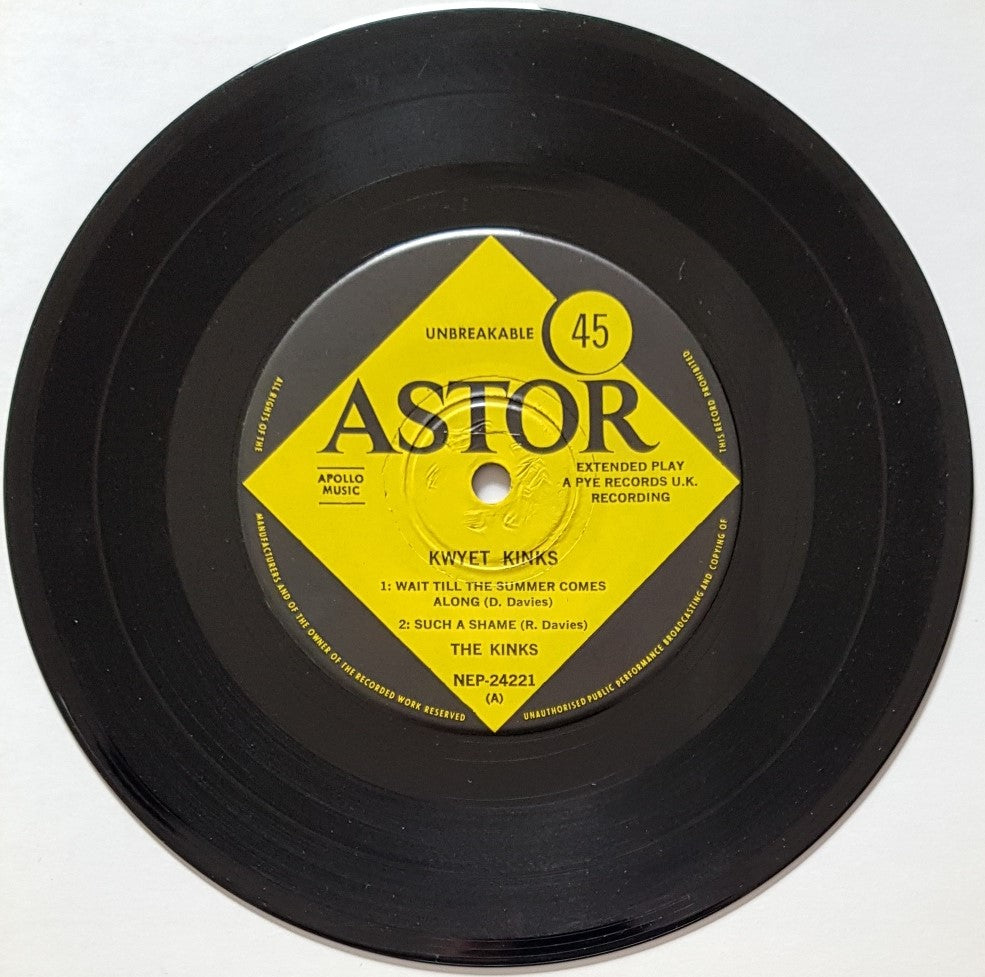 UNBREAKABLE
45
ASTOR
APOLLO
MUSIC
EXTENDED PLAY
A PYE RECORDS U.K.
RECORDING
KWYET KINKS
1: WAIT TILL THE SUMMER COMES
ALONG (D. Davies)
2: SUCH A SHAME (R. Davies)
THE KINKS
NEP-24221
(A)
ALL RIGHTS OF THE
MANUFACTURERS AND OF THE OWNER OF THE RECORDED WORK RESERVED
UNAUTHORISED PUBLIC PERFORMANCE BROADCASTING AND COPYING OF
THIS RECORD PROHIBITED